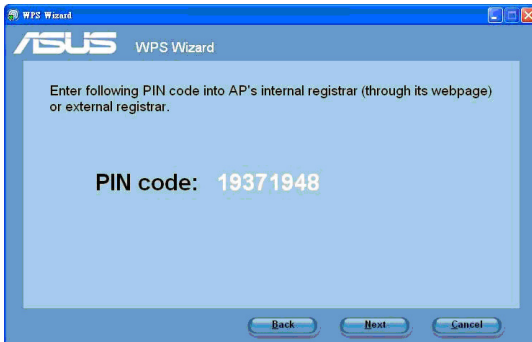 WPS Wizard
ASUS WPS Wizard
Enter following PIN code into AP's internal registrar (through its webpage)
or external registrar.
PIN code: 19371948
Back Next Cancel